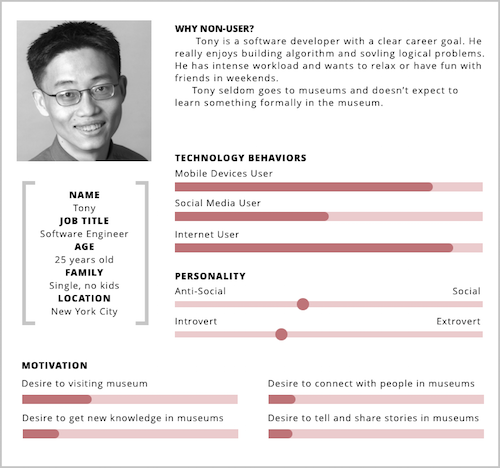 WHY NON-USER?
Tony is a software developer with a clear career goal. He
really enjoys building algorithm and sovling logical problems.
He has intense workload and wants to relax or have fun with
friends in weekends.
Tony seldom goes to museums and doesn't expect to
learn something formally in the museum.
TECHNOLOGY BEHAVIORS
Mobile Devices User
Social Media User
Internet User
NAME
Tony
JOB TITLE
Software Engineer
AGE
25 years old
FAMILY
Single, no kids
LOCATION
New York City
PERSONALITY
Anti-Social Social
Introvert Extrovert
MOTIVATION
Desire to visiting museum
Desire to get new knowledge in museums
Desire to connect with people in museums
Desire to tell and share stories in museums